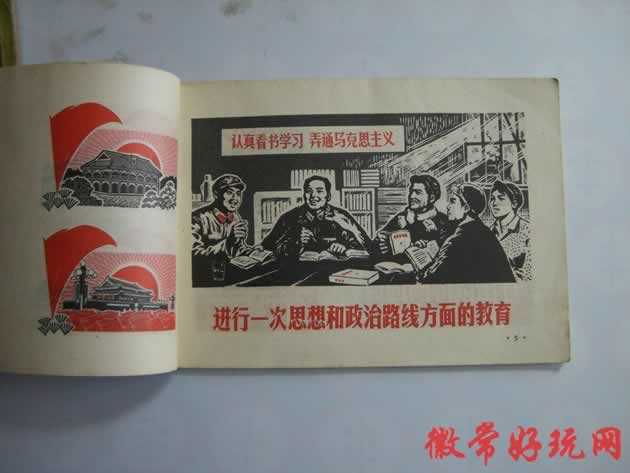 认真看书学习 弄通马克思主义
进行一次思想和政治路线方面的教育
·5·
徽常好玩网